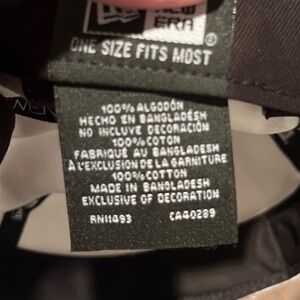 NEW
ERA
®
ONE SIZE FITS MOST
100% ALGODÓN
HECHO EN BANGLADÉSH
NO INCLUYE DECORACIÓN
100% COTON
FABRIQUÉ AU BANGLADESH
À L'EXCLUSION DE LA GARNITURE
100% COTTON
MADE IN BANGLADESH
EXCLUSIVE OF DECORATION
RN11493 CA40289